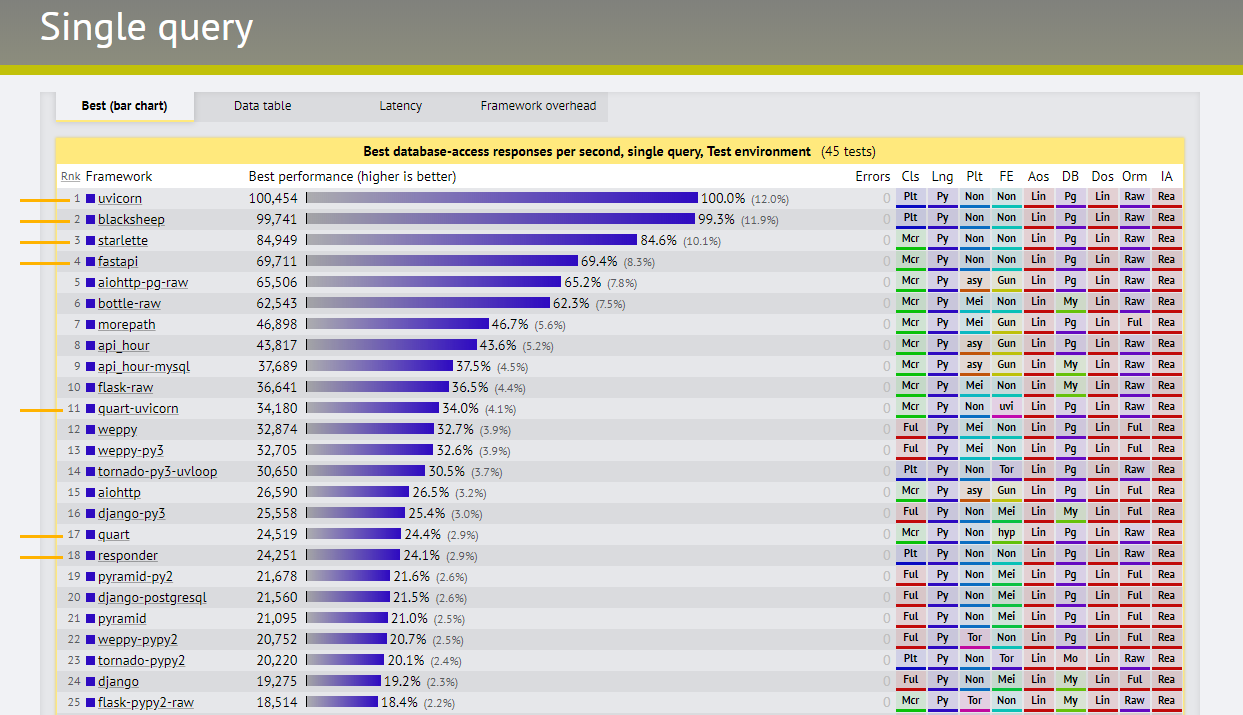 Single query
Best (bar chart) Data table Latency Framework overhead
Best database-access responses per second, single query, Test environment (45 tests)
Rnk Framework Best performance (higher is better) Errors Cls Lng Plt FE Aos DB Dos Orm IA
1 uvicorn 100,454 100.0% (12.0%) 0 Plt Py Non Non Lin Pg Lin Raw Rea
2 blacksheep 99,741 99.3% (11.9%) 0 Plt Py Non Non Lin Pg Lin Raw Rea
3 starlette 84,949 84.6% (10.1%) 0 Mcr Py Non Non Lin Pg Lin Raw Rea
4 fastapi 69,711 69.4% (8.3%) 0 Mcr Py Non Non Lin Pg Lin Raw Rea
5 aiohttp-pg-raw 65,506 65.2% (7.8%) 0 Mcr Py asy Gun Lin Pg Lin Raw Rea
6 bottle-raw 62,543 62.3% (7.5%) 0 Mcr Py Mei Non Lin My Lin Raw Rea
7 morepath 46,898 46.7% (5.6%) 0 Mcr Py Mei Gun Lin Pg Lin Ful Rea
8 api_hour 43,817 43.6% (5.2%) 0 Mcr Py asy Gun Lin Pg Lin Raw Rea
9 api_hour-mysql 37,689 37.5% (4.5%) 0 Mcr Py asy Gun Lin My Lin Raw Rea
10 flask-raw 36,641 36.5% (4.4%) 0 Mcr Py Mei Non Lin My Lin Raw Rea
11 quart-uvicorn 34,180 34.0% (4.1%) 0 Mcr Py Non uvi Lin Pg Lin Raw Rea
12 weppy 32,874 32.7% (3.9%) 0 Ful Py Mei Non Lin Pg Lin Ful Rea
13 weppy-py3 32,705 32.6% (3.9%) 0 Ful Py Mei Non Lin Pg Lin Ful Rea
14 tornado-py3-uvloop 30,650 30.5% (3.7%) 0 Plt Py Non Tor Lin Pg Lin Raw Rea
15 aiohttp 26,590 26.5% (3.2%) 0 Mcr Py asy Gun Lin Pg Lin Ful Rea
16 django-py3 25,558 25.4% (3.0%) 0 Ful Py Non Mei Lin My Lin Ful Rea
17 quart 24,519 24.4% (2.9%) 0 Mcr Py Non hyp Lin Pg Lin Raw Rea
18 responder 24,251 24.1% (2.9%) 0 Plt Py Non Non Lin Pg Lin Raw Rea
19 pyramid-py2 21,678 21.6% (2.6%) 0 Ful Py Non Mei Lin Pg Lin Ful Rea
20 django-postgresql 21,560 21.5% (2.6%) 0 Ful Py Non Mei Lin Pg Lin Ful Rea
21 pyramid 21,095 21.0% (2.5%) 0 Ful Py Non Mei Lin Pg Lin Ful Rea
22 weppy-pypy2 20,752 20.7% (2.5%) 0 Ful Py Tor Non Lin Pg Lin Ful Rea
23 tornado-pypy2 20,220 20.1% (2.4%) 0 Plt Py Non Tor Lin Mo Lin Raw Rea
24 django 19,275 19.2% (2.3%) 0 Ful Py Non Mei Lin My Lin Ful Rea
25 flask-pypy2-raw 18,514 18.4% (2.2%) 0 Mcr Py Tor Non Lin My Lin Raw Rea